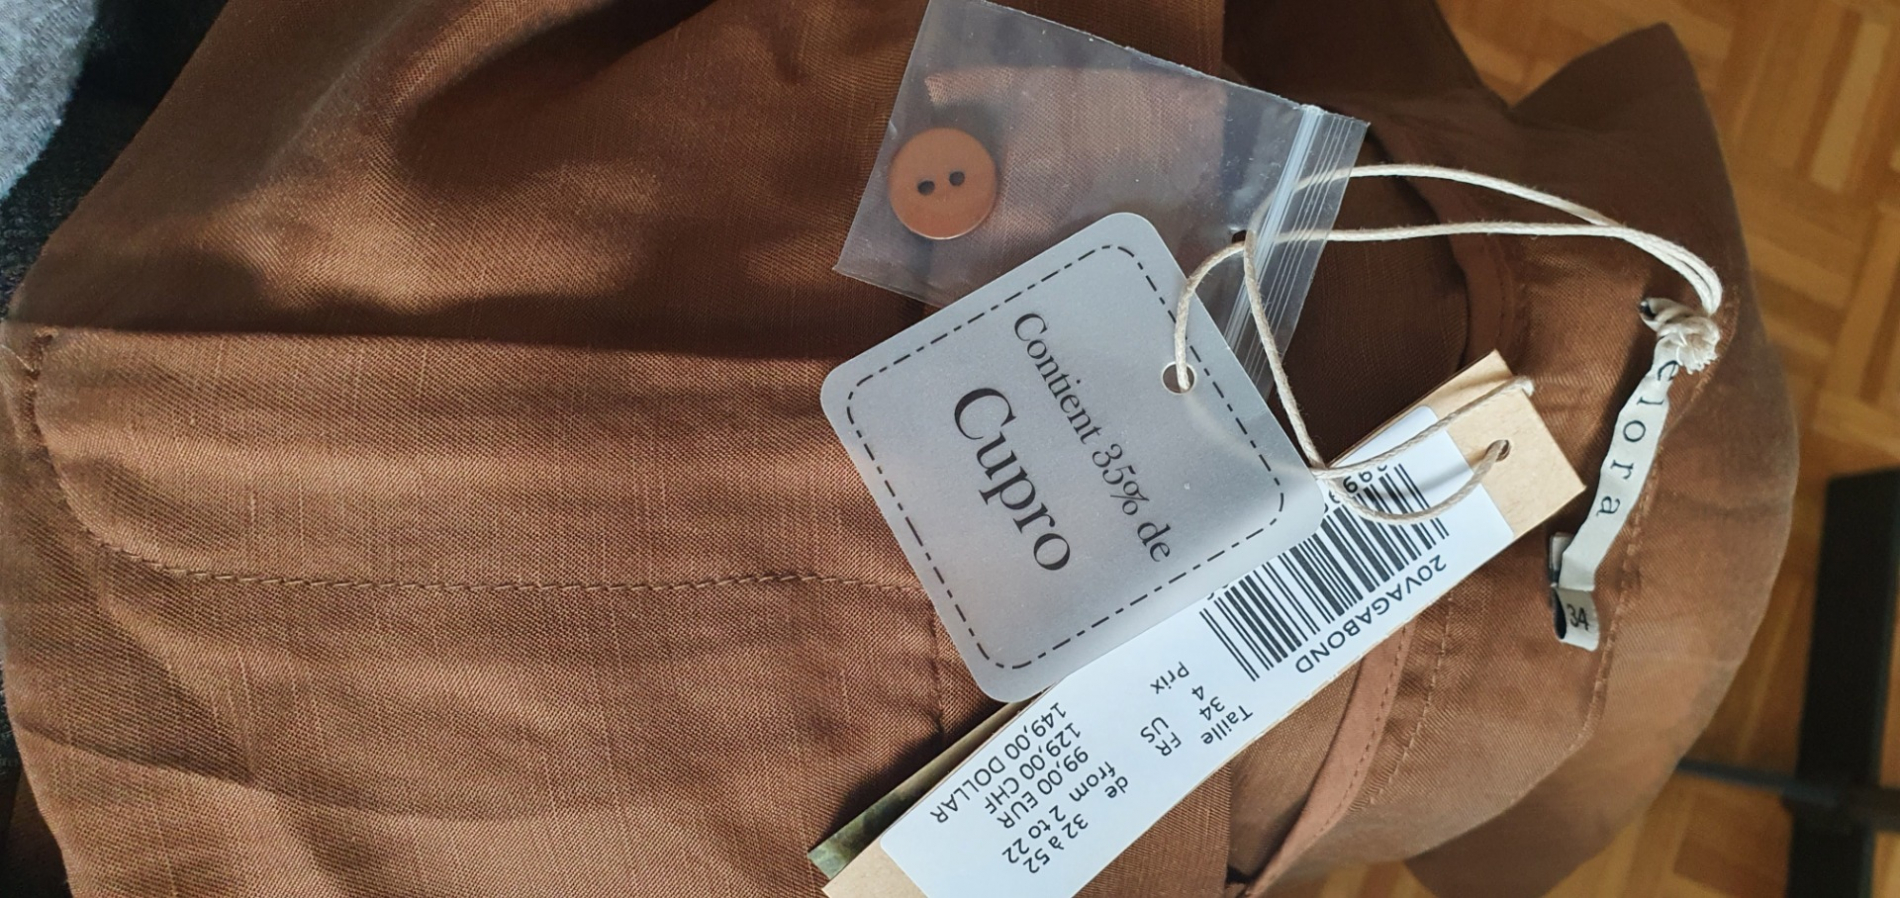 Contient 35% de
Cupro
20VAGABOND
Taille
34 FR
4 US
de 32 à 52
from 2 to 22
Prix
99,00 EUR
129,00 CHF
149,00 DOLLAR
elora
34